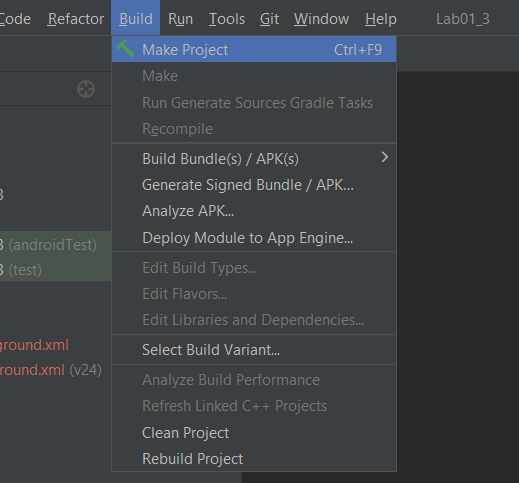 Code Refactor Build Run Tools Git Window Help Lab01_3
Make Project Ctrl+F9
Make
Run Generate Sources Gradle Tasks
Recompile
Build Bundle(s) / APK(s)
Generate Signed Bundle / APK...
Analyze APK...
Deploy Module to App Engine...
3 (androidTest)
3 (test)
Edit Build Types...
Edit Flavors...
Edit Libraries and Dependencies...
ground.xml
Select Build Variant...
round.xml (v24)
Analyze Build Performance
Refresh Linked C++ Projects
Clean Project
Rebuild Project